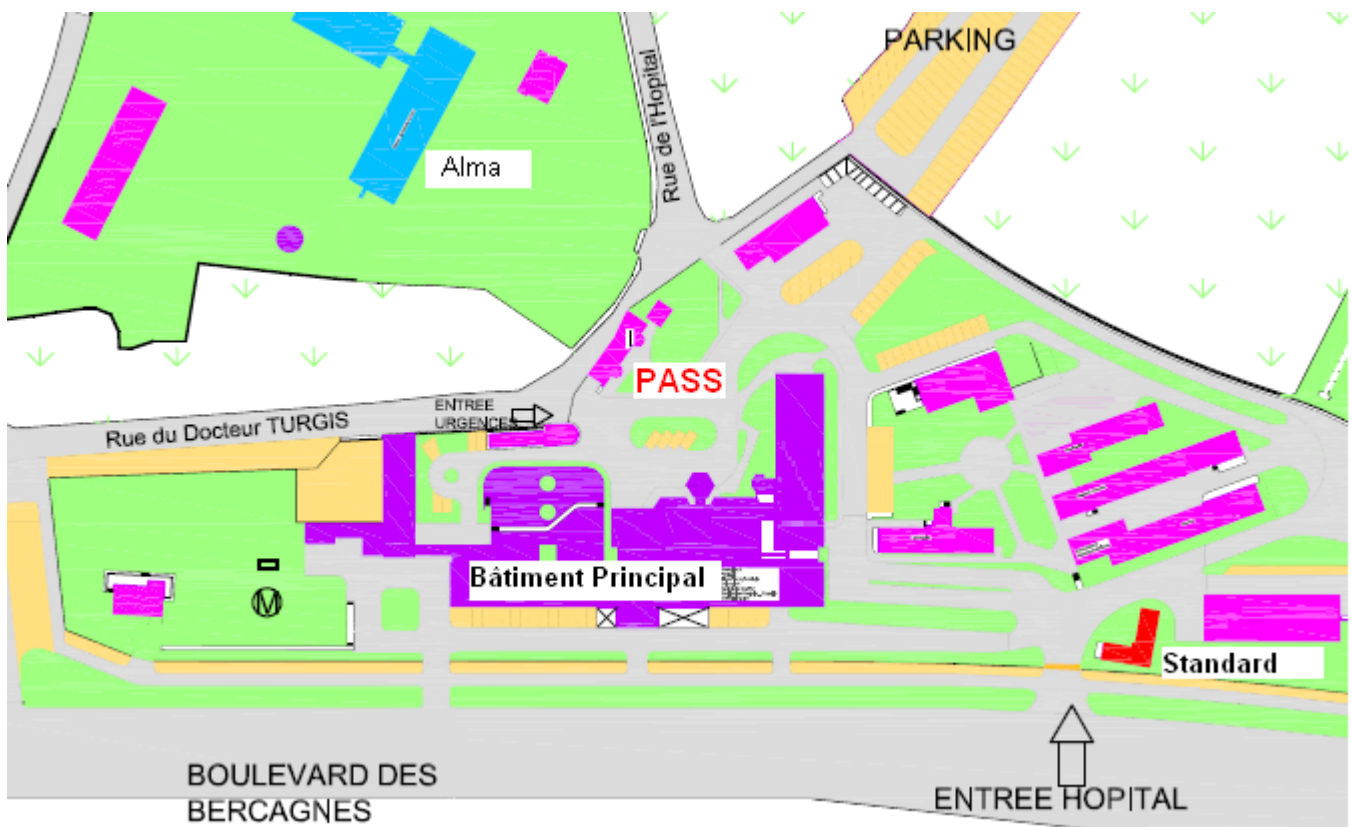 PARKING
Rue de l'Hopital
Alma
PASS
ENTREE
URGENCES
Rue du Docteur TURGIS
Bâtiment Principal
M
Standard
BOULEVARD DES
BERCAGNES
ENTREE HOPITAL